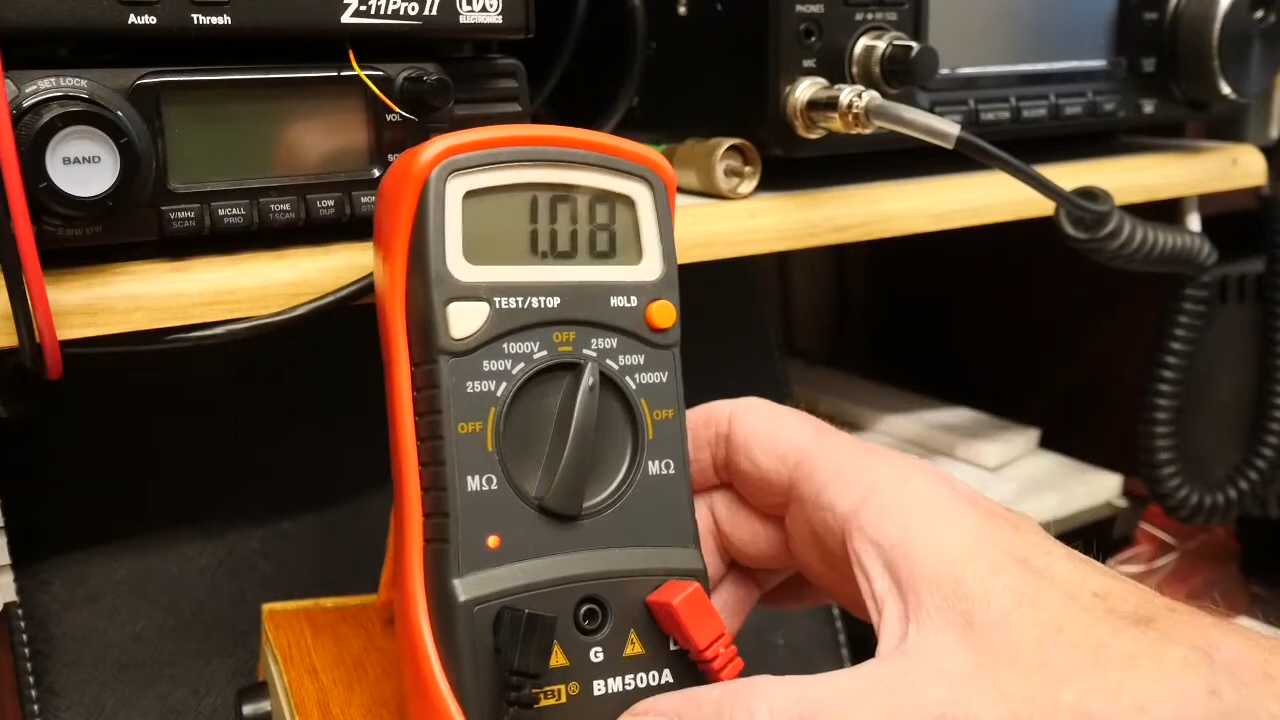 Auto
Thresh
Z-11Pro II
LDG
ELECTRONICS
SET LOCK
BAND
VOL
V/MHz
SCAN
M/CALL
PRIO
TONE
T-SCAN
LOW
DUP
PHONES
MIC
FUNCTION
1.08
TEST/STOP
HOLD
OFF
1000V
250V
500V
500V
250V
1000V
OFF
OFF
MΩ
MΩ
G
BM500A